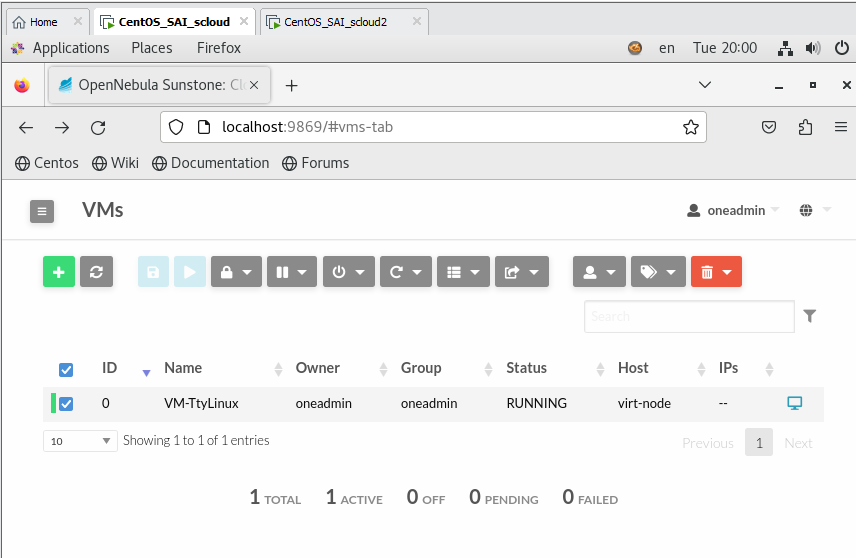 Home CentOS_SAI_scloud CentOS_SAI_scloud2
Applications Places Firefox en Tue 20:00
OpenNebula Sunstone: Cl
localhost:9869/#vms-tab
Centos Wiki Documentation Forums
VMs oneadmin
Search
ID Name Owner Group Status Host IPs
0 VM-TtyLinux oneadmin oneadmin RUNNING virt-node --
10 Showing 1 to 1 of 1 entries Previous 1 Next
1 TOTAL 1 ACTIVE 0 OFF 0 PENDING 0 FAILED